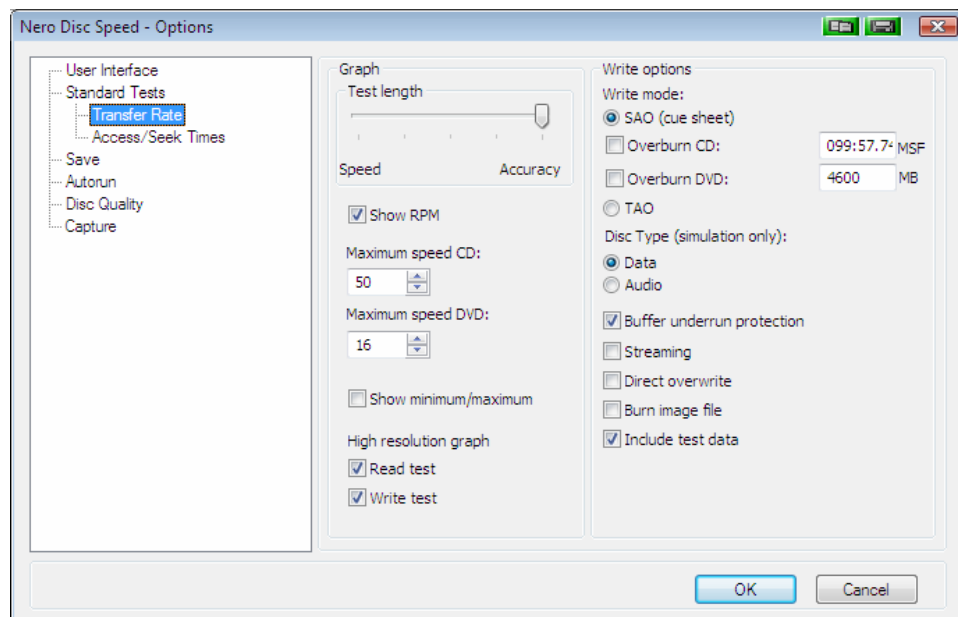 Nero Disc Speed - Options
User Interface
Standard Tests
Transfer Rate
Access/Seek Times
Save
Autorun
Disc Quality
Capture
Graph
Test length
Speed Accuracy
Show RPM
Maximum speed CD:
50
Maximum speed DVD:
16
Show minimum/maximum
High resolution graph
Read test
Write test
Write options
Write mode:
SAO (cue sheet)
Overburn CD: 099:57.74 MSF
Overburn DVD: 4600 MB
TAO
Disc Type (simulation only):
Data
Audio
Buffer underrun protection
Streaming
Direct overwrite
Burn image file
Include test data
OK Cancel